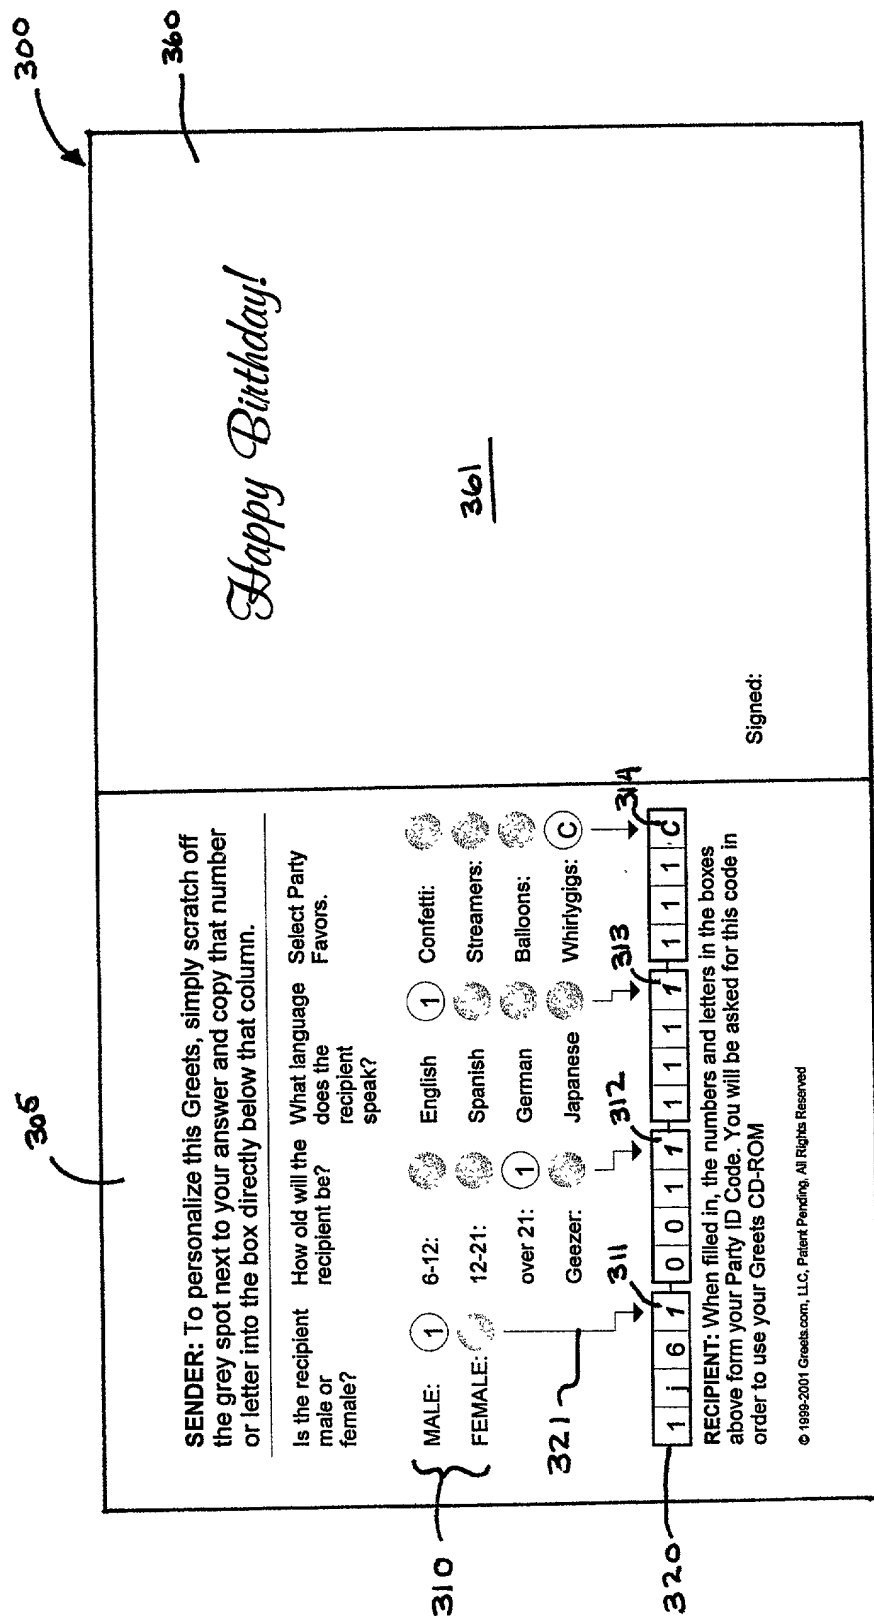 300
360
305
SENDER: To personalize this Greets, simply scratch off
the grey spot next to your answer and copy that number
or letter into the box directly below that column.
Is the recipient
male or
female?
How old will the
recipient be?
What language
does the
recipient
speak?
Select Party
Favors.
310
MALE: 1
FEMALE:
6-12:
12-21:
over 21: 1
Geezer:
English 1
Spanish
German
Japanese
Confetti:
Streamers:
Balloons:
Whirlygigs: C
321
311
312
313
314
320
1 j 6 1 0 0 1 1 1 1 1 1 1 1 1 C
RECIPIENT: When filled in, the numbers and letters in the boxes
above form your Party ID Code. You will be asked for this code in
order to use your Greets CD-ROM
© 1999-2001 Greets.com, LLC, Patent Pending, All Rights Reserved
Happy Birthday!
361
Signed: